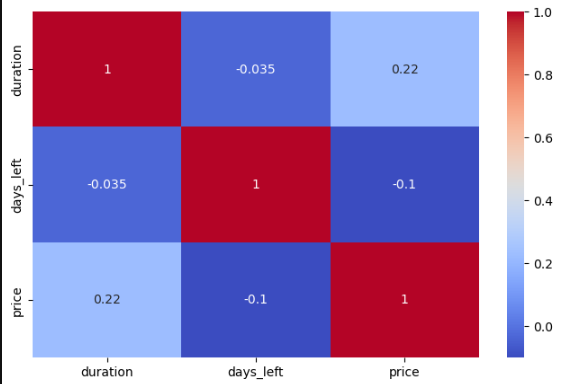 duration 1 -0.035 0.22
days_left -0.035 1 -0.1
price 0.22 -0.1 1
duration days_left price
1.0
0.8
0.6
0.4
0.2
0.0